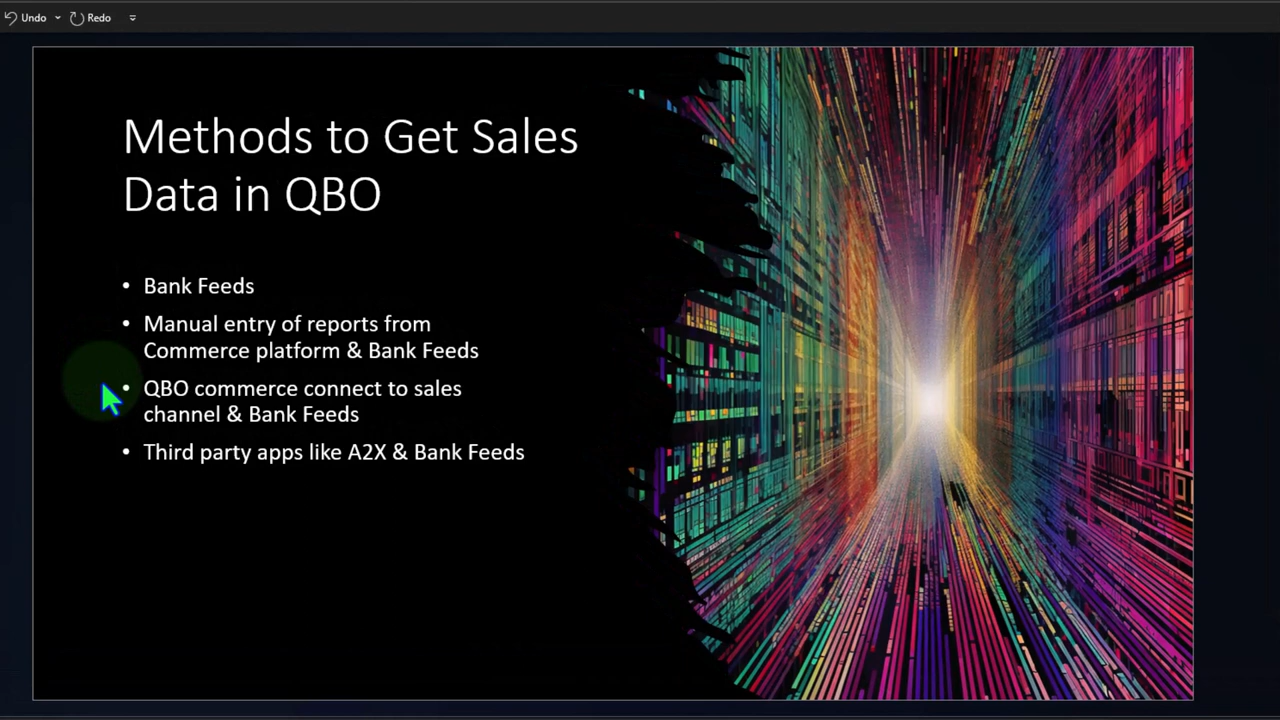 Undo Redo
Methods to Get Sales
Data in QBO
• Bank Feeds
• Manual entry of reports from
Commerce platform & Bank Feeds
• QBO commerce connect to sales
channel & Bank Feeds
• Third party apps like A2X & Bank Feeds